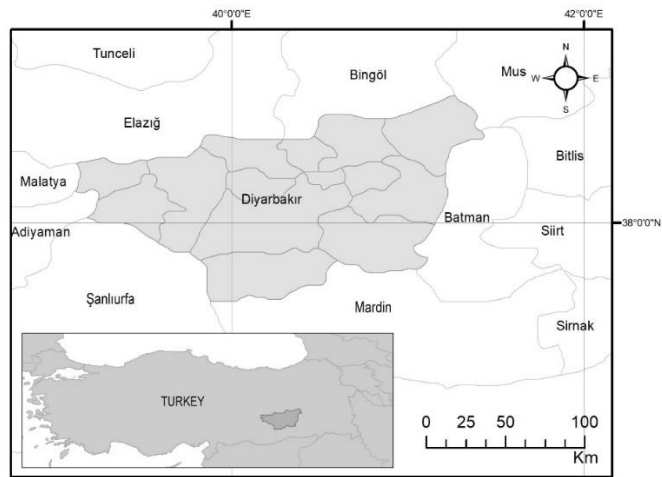 40°0'0"E
42°0'0"E
Tunceli
Bingöl
Mus
N
W
E
S
Elazığ
Bitlis
Malatya
Diyarbakır
Batman
38°0'0"N
Adiyaman
Siirt
Şanlıurfa
Mardin
Sirnak
TURKEY
0 25 50 100
Km